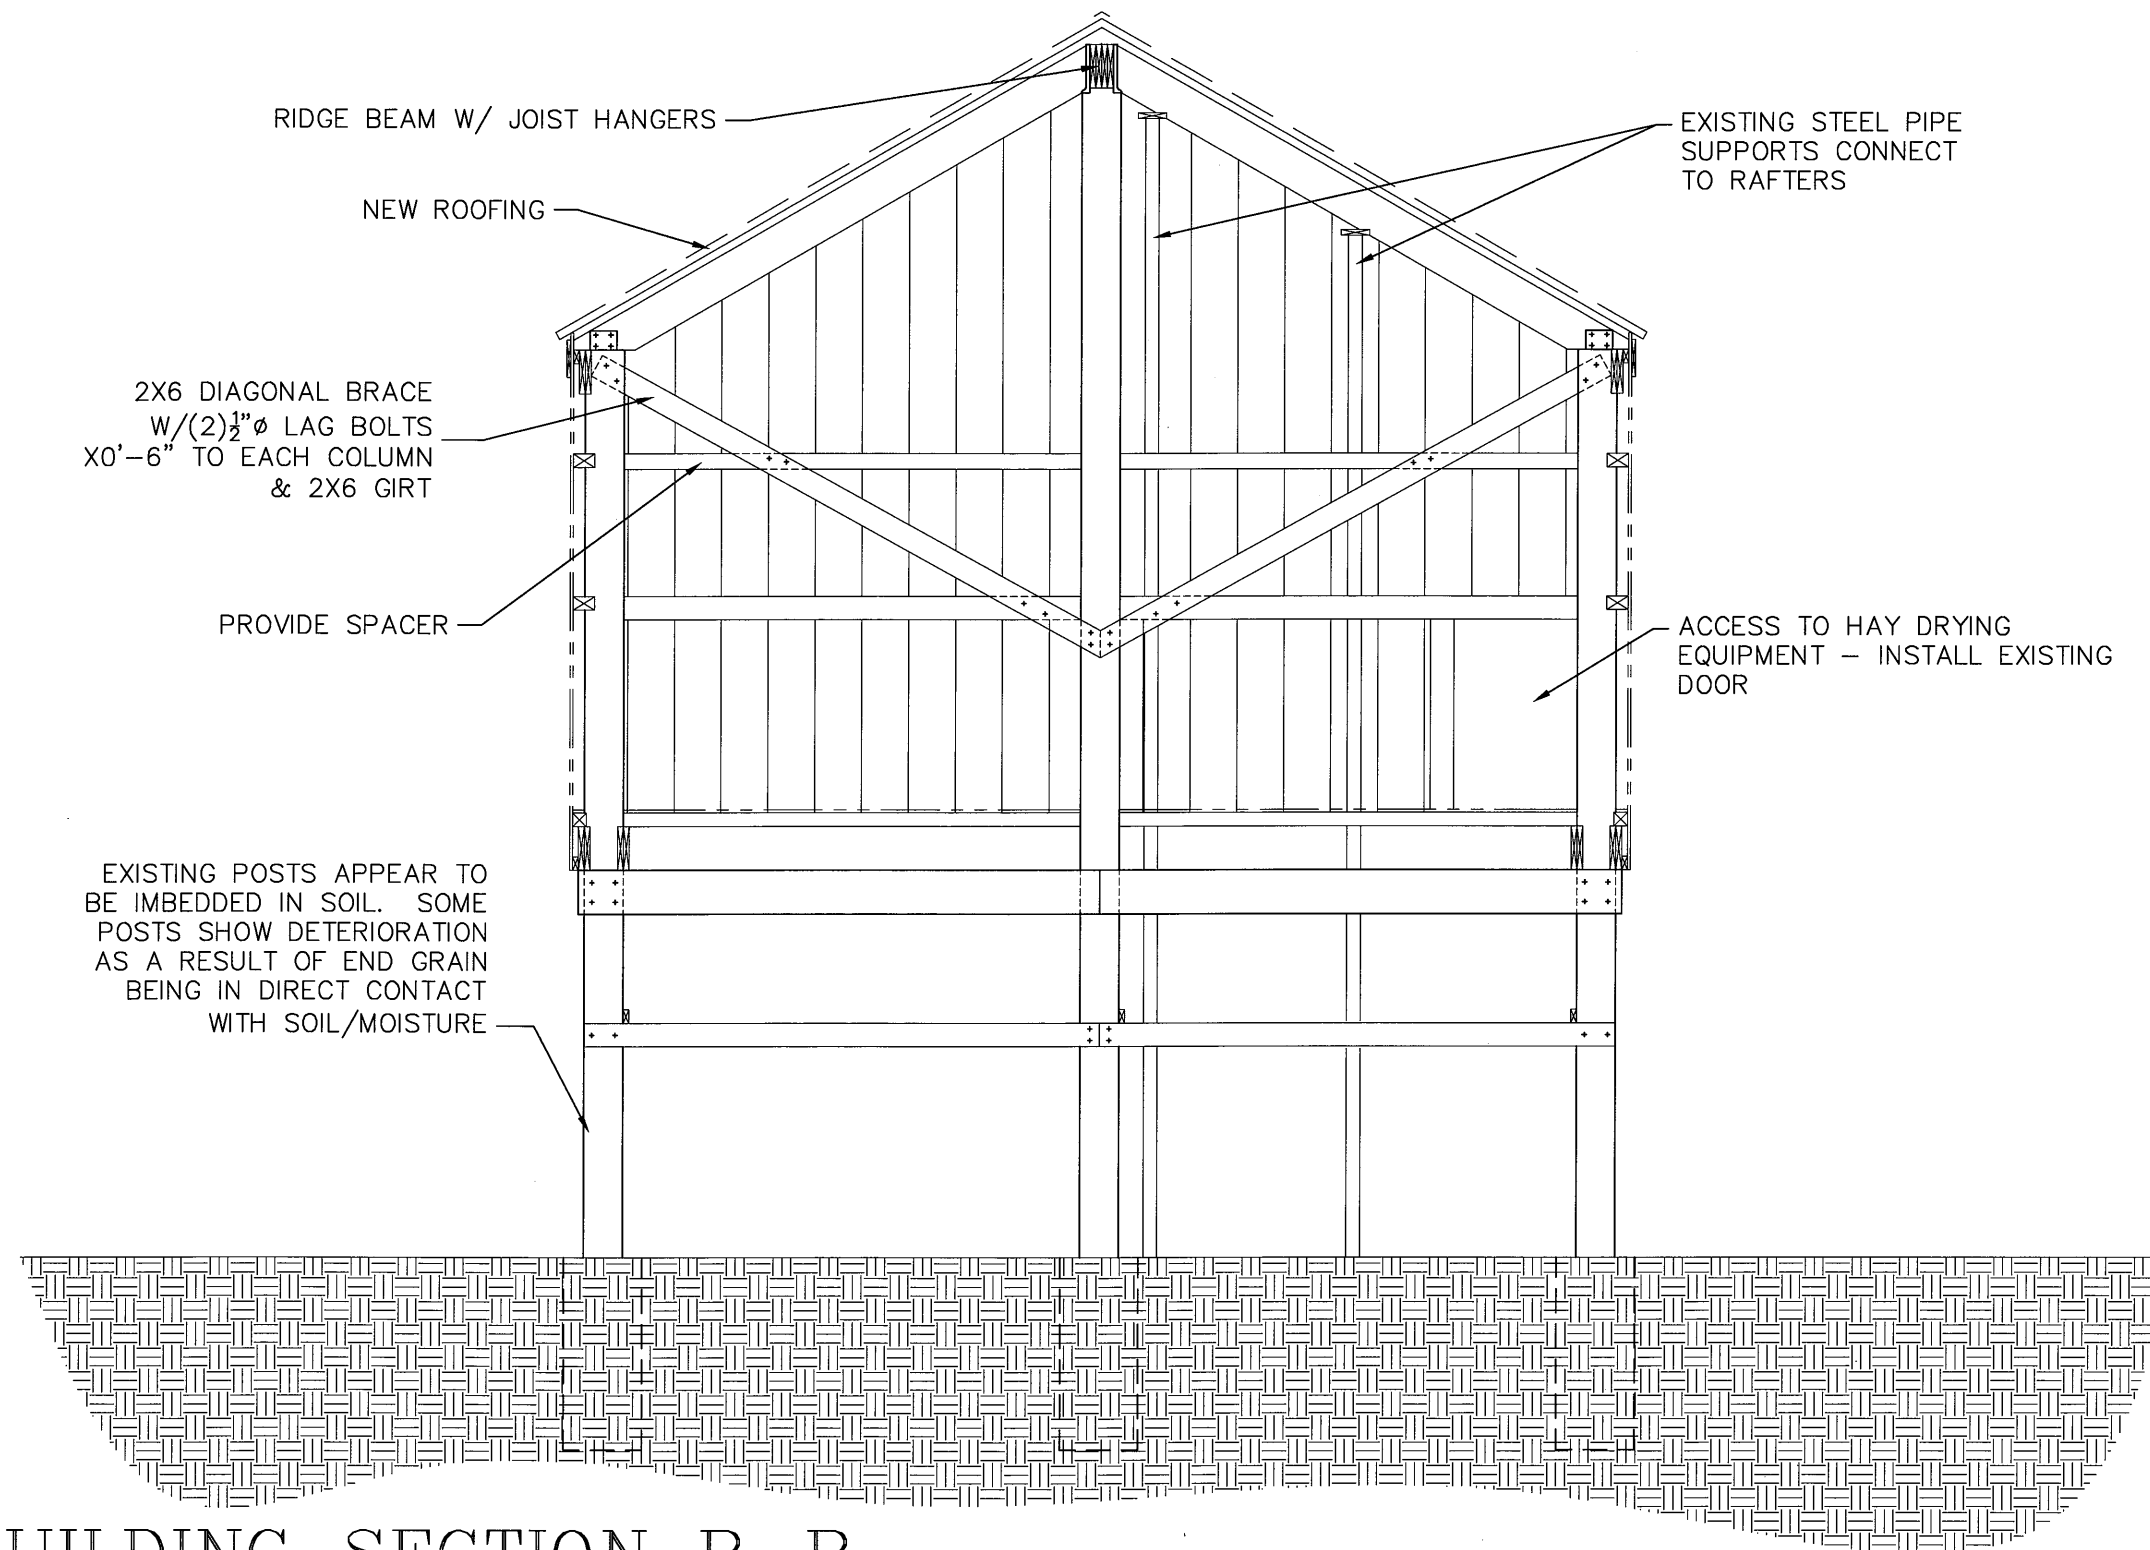 RIDGE BEAM W/ JOIST HANGERS
NEW ROOFING
EXISTING STEEL PIPE
SUPPORTS CONNECT
TO RAFTERS
2X6 DIAGONAL BRACE
W/(2)½"ø LAG BOLTS
X0'-6" TO EACH COLUMN
& 2X6 GIRT
PROVIDE SPACER
ACCESS TO HAY DRYING
EQUIPMENT – INSTALL EXISTING
DOOR
EXISTING POSTS APPEAR TO
BE IMBEDDED IN SOIL. SOME
POSTS SHOW DETERIORATION
AS A RESULT OF END GRAIN
BEING IN DIRECT CONTACT
WITH SOIL/MOISTURE